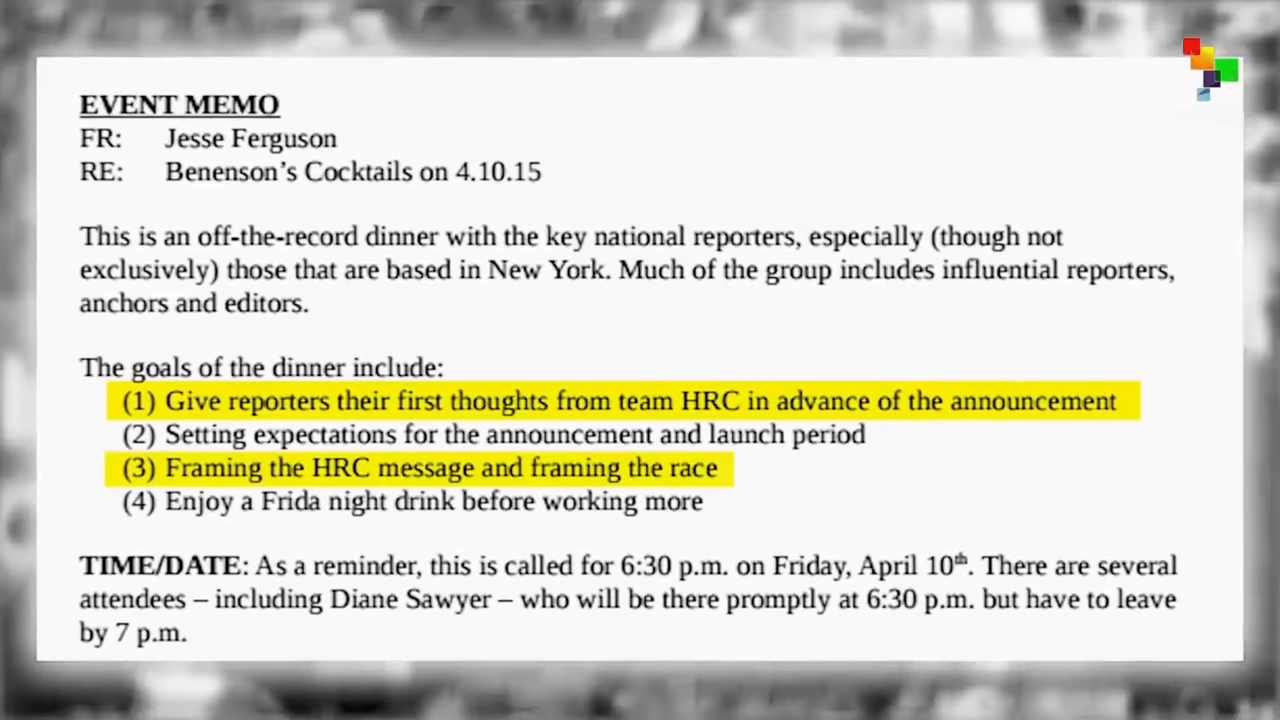 EVENT MEMO
FR: Jesse Ferguson
RE: Benenson’s Cocktails on 4.10.15
This is an off-the-record dinner with the key national reporters, especially (though not
exclusively) those that are based in New York. Much of the group includes influential reporters,
anchors and editors.
The goals of the dinner include:
(1) Give reporters their first thoughts from team HRC in advance of the announcement
(2) Setting expectations for the announcement and launch period
(3) Framing the HRC message and framing the race
(4) Enjoy a Frida night drink before working more
TIME/DATE: As a reminder, this is called for 6:30 p.m. on Friday, April 10th. There are several
attendees – including Diane Sawyer – who will be there promptly at 6:30 p.m. but have to leave
by 7 p.m.